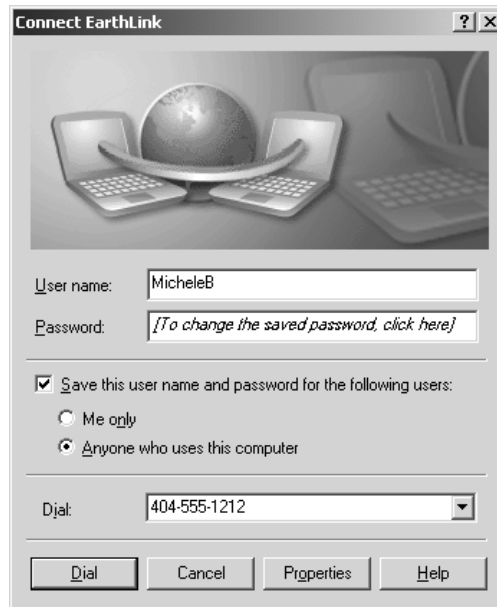 Connect EarthLink
User name: MicheleB
Password: [To change the saved password, click here]
Save this user name and password for the following users:
Me only
Anyone who uses this computer
Dial: 404-555-1212
Dial Cancel Properties Help